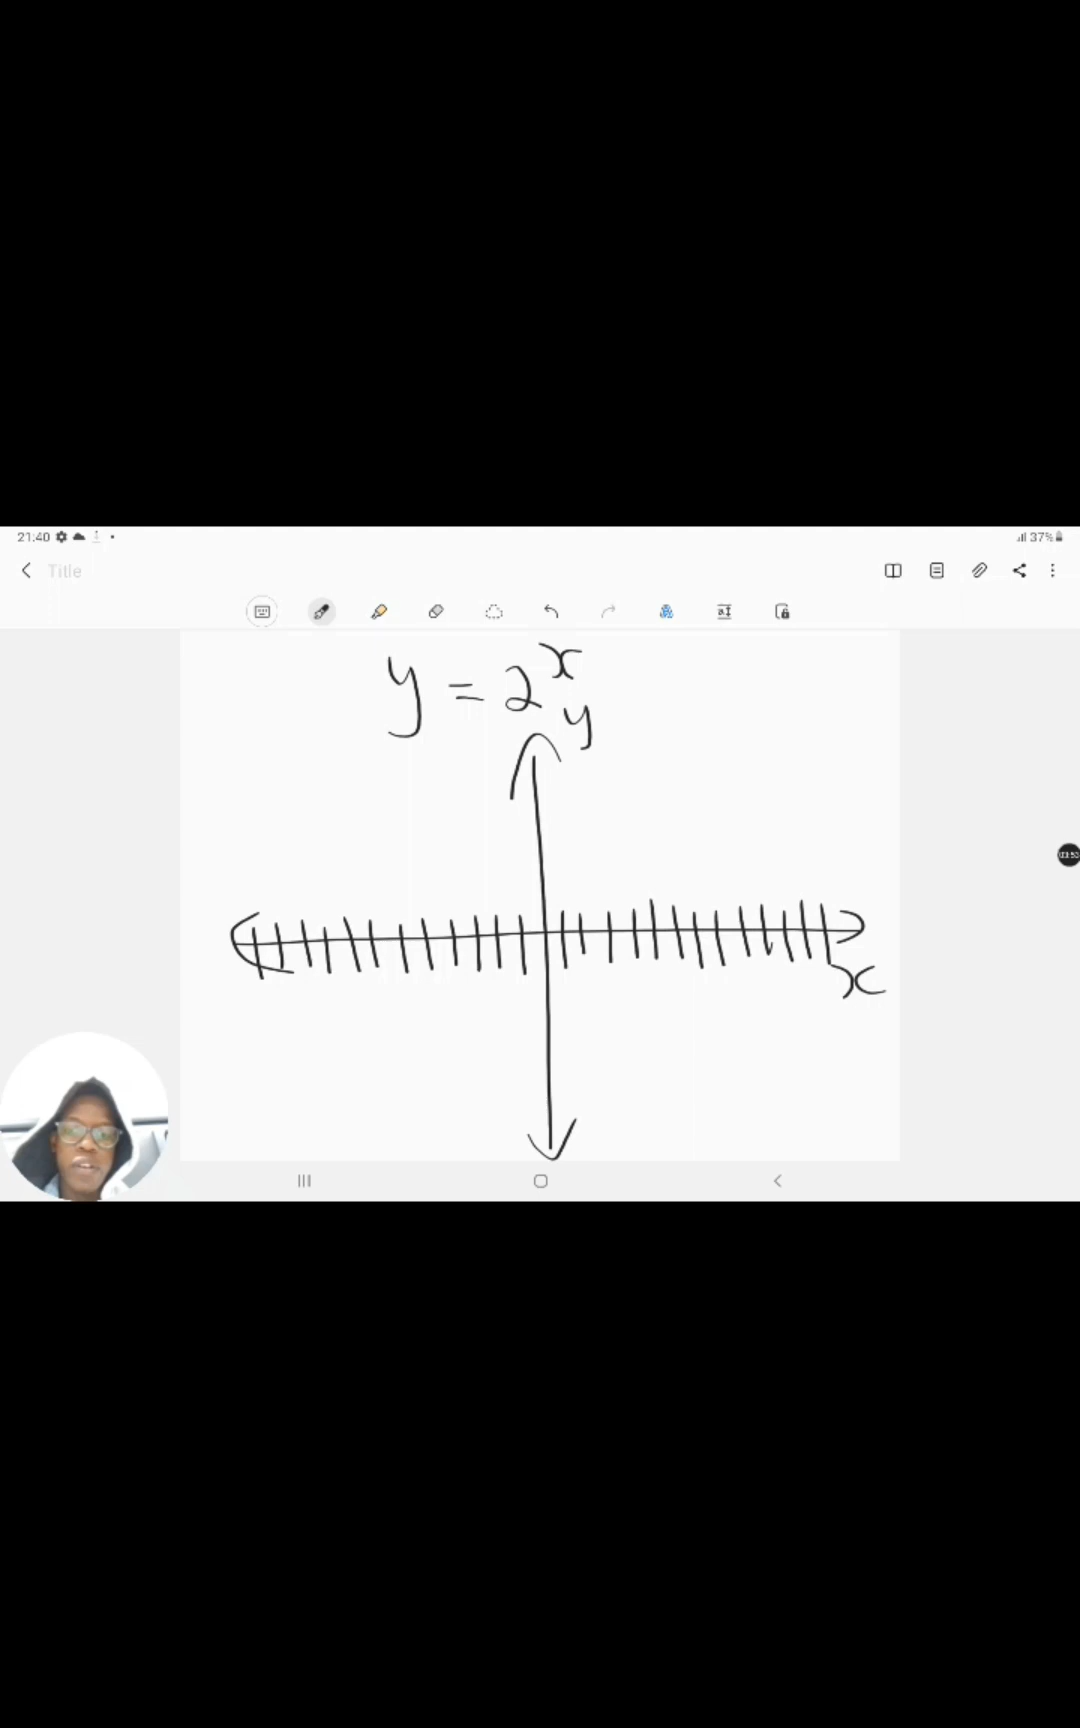 21:40
37%
Title
y = 2^x
y
x